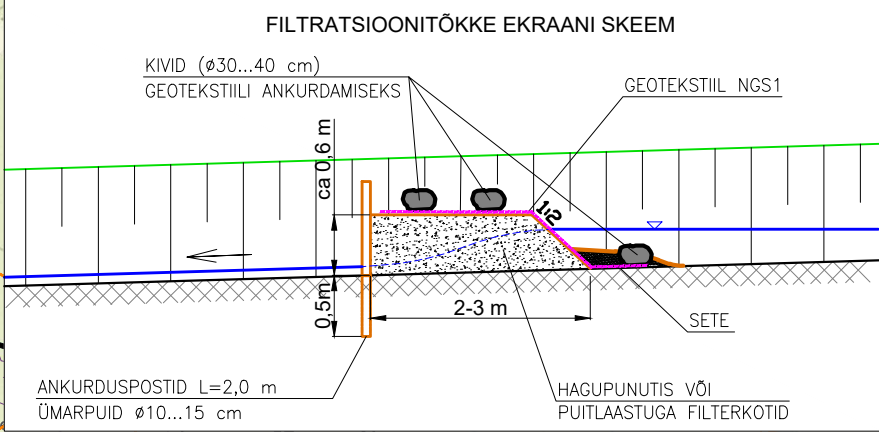 FILTRATSIOONITÕKKE EKRAANI SKEEM
KIVID (ø30...40 cm)
GEOTEKSTIILI ANKURDAMISEKS
GEOTEKSTIIL NGS1
ca 0,6 m
1:2
0,5m
2-3 m
SETE
ANKURDUSPOSTID L=2,0 m
ÜMARPUID ø10...15 cm
HAGUPUNUTIS VÕI
PUITLAASTUGA FILTERKOTID